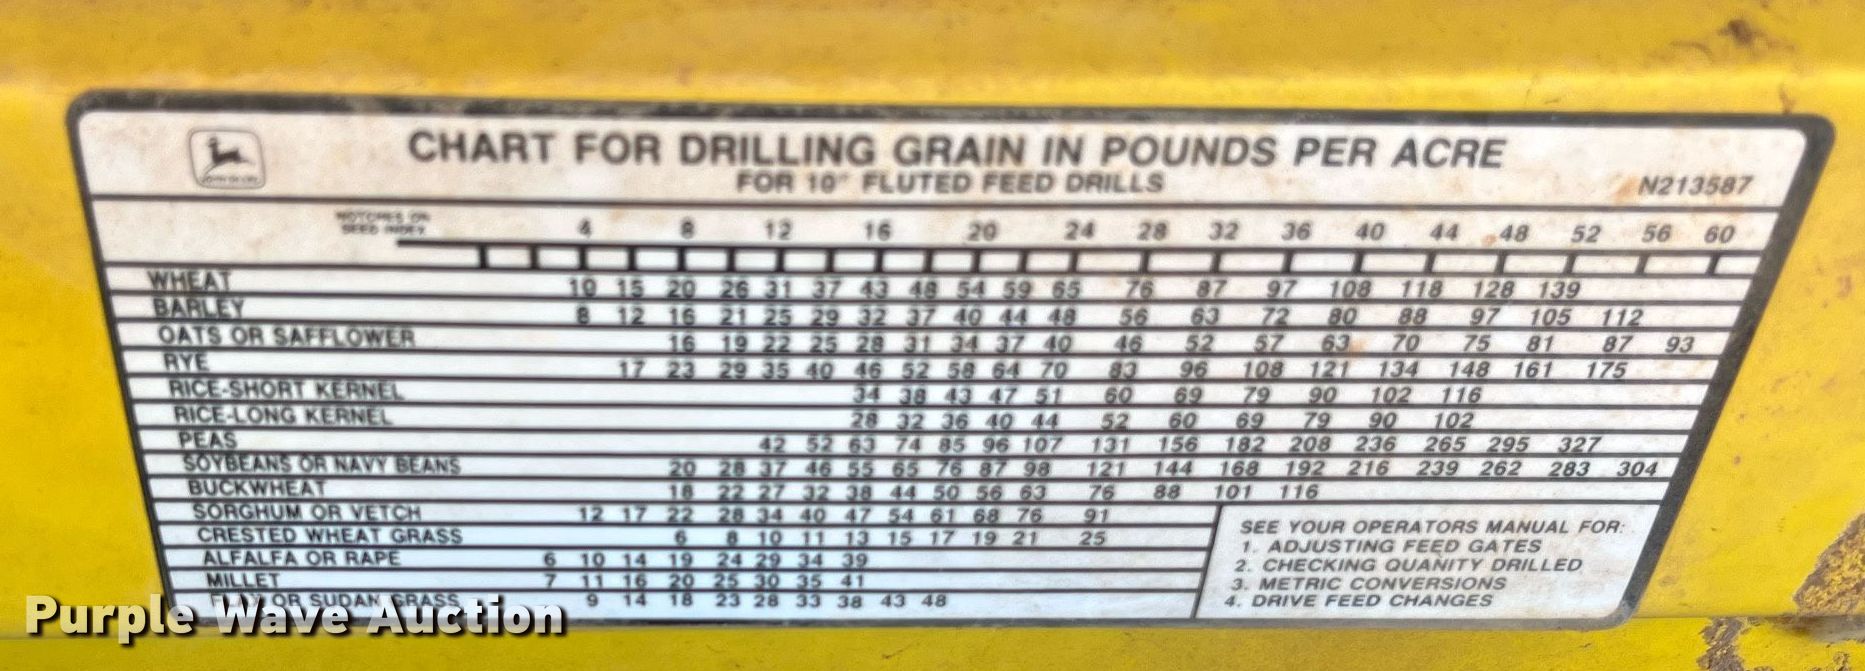 CHART FOR DRILLING GRAIN IN POUNDS PER ACRE
FOR 10" FLUTED FEED DRILLS
N213587
NOTCHES ON
SEED INDEX
4 8 12 16 20 24 28 32 36 40 44 48 52 56 60
WHEAT 10 15 20 26 31 37 43 48 54 59 65 76 87 97 108 118 128 139
BARLEY 8 12 16 21 25 29 32 37 40 44 48 56 63 72 80 88 97 105 112
OATS OR SAFFLOWER 16 19 22 25 28 31 34 37 40 46 52 57 63 70 75 81 87 93
RYE 17 23 29 35 40 46 52 58 64 70 83 96 108 121 134 148 161 175
RICE-SHORT KERNEL 34 38 43 47 51 60 69 79 90 102 116
RICE-LONG KERNEL 28 32 36 40 44 52 60 69 79 90 102
PEAS 42 52 63 74 85 96 107 131 156 182 208 236 265 295 327
SOYBEANS OR NAVY BEANS 20 28 37 46 55 65 76 87 98 121 144 168 192 216 239 262 283 304
BUCKWHEAT 18 22 27 32 38 44 50 56 63 76 88 101 116
SORGHUM OR VETCH 12 17 22 28 34 40 47 54 61 68 76 91
CRESTED WHEAT GRASS 6 8 10 11 13 15 17 19 21 25
ALFALFA OR RAPE 6 10 14 19 24 29 34 39
MILLET 7 11 16 20 25 30 35 41
FLAX OR SUDAN GRASS 9 14 18 23 28 33 38 43 48
SEE YOUR OPERATORS MANUAL FOR:
1. ADJUSTING FEED GATES
2. CHECKING QUANITY DRILLED
3. METRIC CONVERSIONS
4. DRIVE FEED CHANGES
Purple Wave Auction